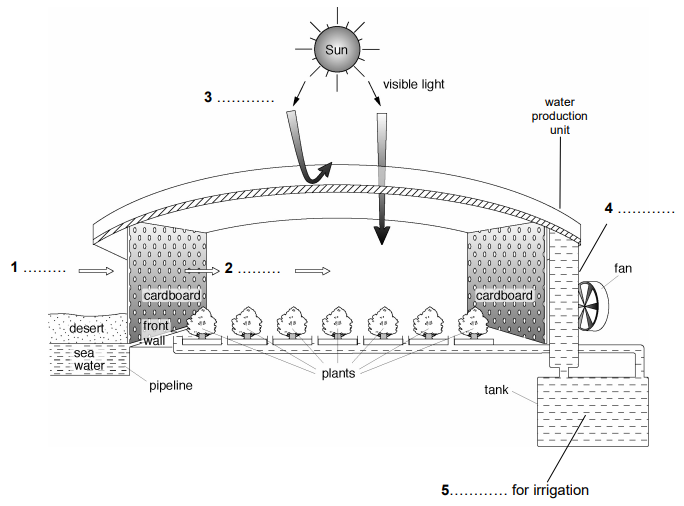 Sun
visible light
3 …………
water
production
unit
4 …………
fan
1 ………
2 ………
cardboard
cardboard
desert
front
wall
sea
water
pipeline
plants
tank
5………… for irrigation